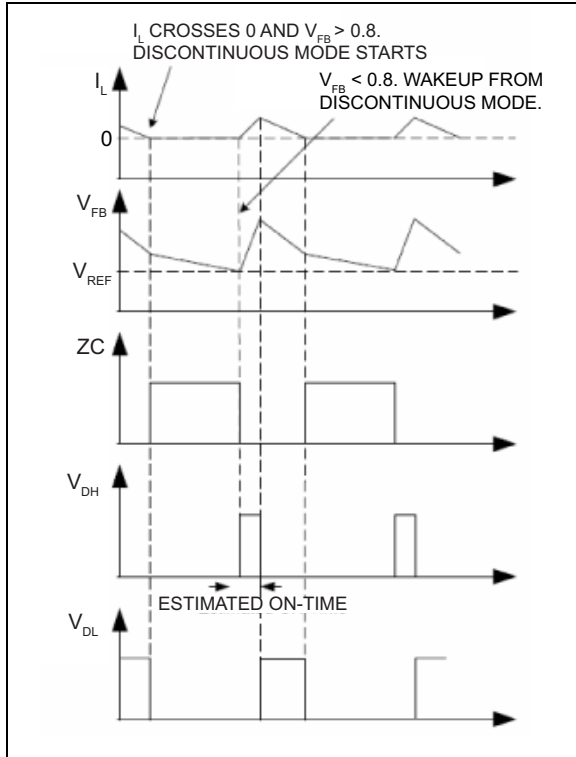 I_L CROSSES 0 AND V_FB > 0.8.
DISCONTINUOUS MODE STARTS
V_FB < 0.8. WAKEUP FROM
DISCONTINUOUS MODE.
I_L
0
V_FB
V_REF
ZC
V_DH
ESTIMATED ON-TIME
V_DL